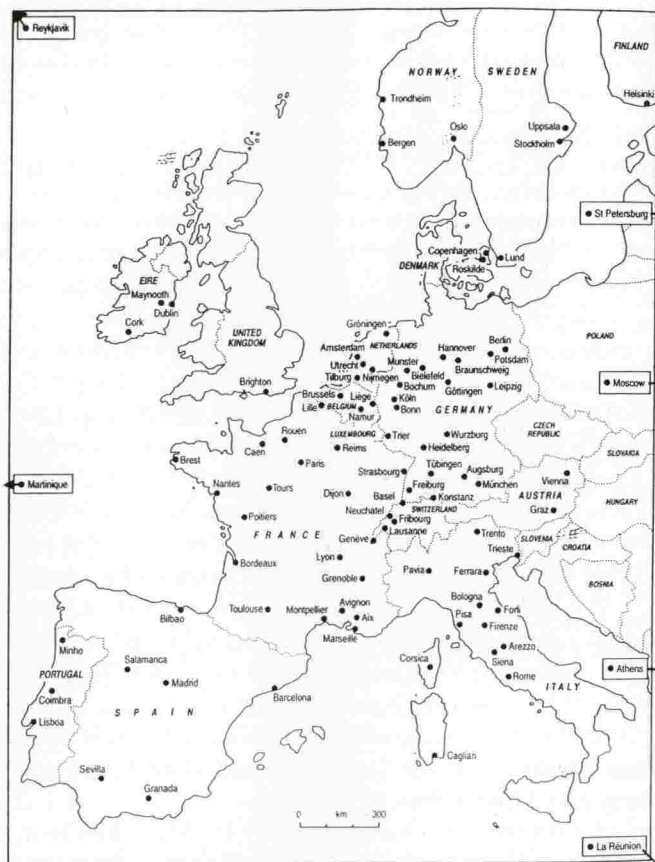 Reykjavik
NORWAY
SWEDEN
FINLAND
Helsinki
Trondheim
Bergen
Oslo
Uppsala
Stockholm
St Petersburg
Copenhagen
Lund
DENMARK
Roskilde
EIRE
Maynooth
Dublin
Cork
UNITED
KINGDOM
Gröningen
Amsterdam
NETHERLANDS
Hannover
Berlin
POLAND
Utrecht
Munster
Potsdam
Tilburg
Nijmegen
Bielefeld
Braunschweig
Brighton
Bochum
Göttingen
Leipzig
Moscow
Brussels
Liège
Köln
Lille
BELGIUM
Bonn
Namur
GERMANY
Rouen
LUXEMBOURG
Trier
Wurzburg
CZECH
REPUBLIC
Caen
Reims
Heidelberg
SLOVAKIA
Brest
Paris
Strasbourg
Tübingen
Augsburg
Vienna
Martinique
Nantes
Tours
Dijon
Freiburg
München
Basel
Konstanz
AUSTRIA
HUNGARY
Neuchatel
SWITZERLAND
Graz
Poitiers
Fribourg
FRANCE
Lausanne
Genève
Trento
SLOVENIA
CROATIA
Trieste
Bordeaux
Lyon
Pavia
Ferrara
Grenoble
BOSNIA
Bologna
Bilbao
Toulouse
Montpellier
Avignon
Forli
Aix
Pisa
Firenze
Marseille
Minho
Arezzo
Salamanca
Corsica
Siena
Athens
PORTUGAL
Madrid
Rome
Coimbra
Barcelona
ITALY
SPAIN
Lisboa
Cagliari
Sevilla
Granada
0 km 300
La Réunion